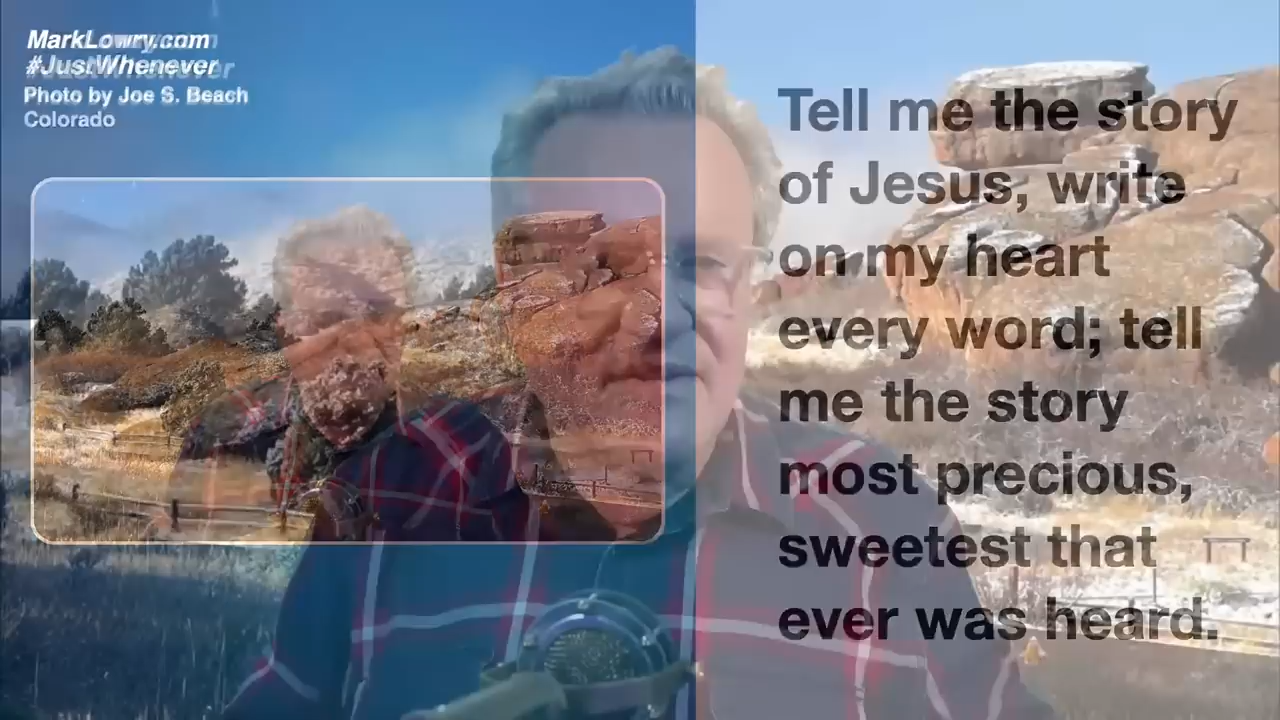 MarkLowry.com
#JustWhenever
Photo by Joe S. Beach
Colorado
Tell me the story
of Jesus, write
on my heart
every word; tell
me the story
most precious,
sweetest that
ever was heard.